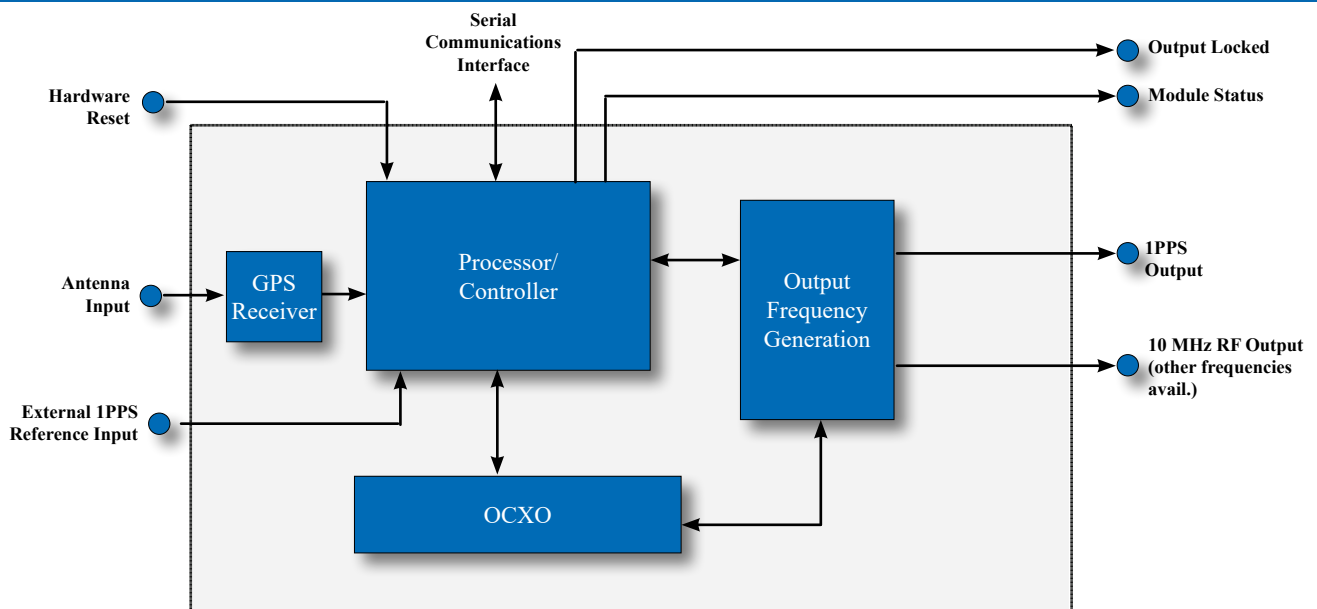 Serial
Communications
Interface
Output Locked
Module Status
Hardware
Reset
Processor/
Controller
GPS
Receiver
Antenna
Input
Output
Frequency
Generation
1PPS
Output
10 MHz RF Output
(other frequencies
avail.)
External 1PPS
Reference Input
OCXO